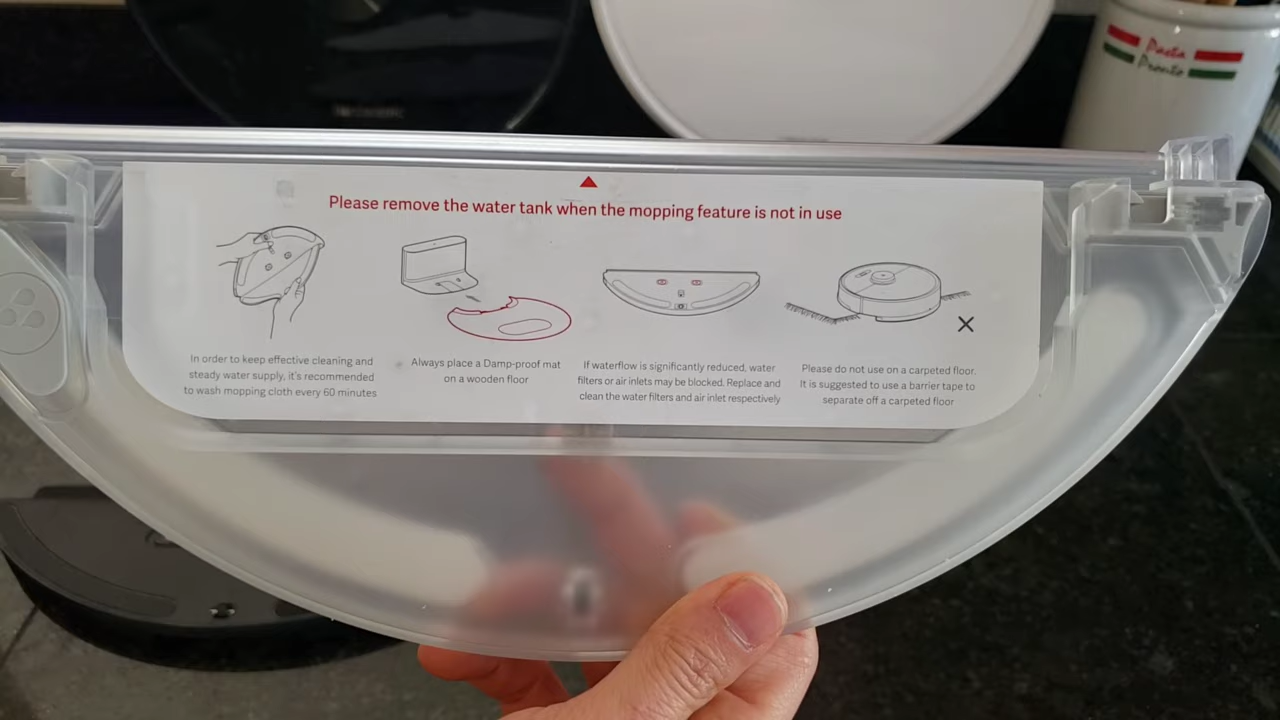 Pasta
Pronto
Please remove the water tank when the mopping feature is not in use
In order to keep effective cleaning and
steady water supply, it's recommended
to wash mopping cloth every 60 minutes
Always place a Damp-proof mat
on a wooden floor
If waterflow is significantly reduced, water
filters or air inlets may be blocked. Replace and
clean the water filters and air inlet respectively
Please do not use on a carpeted floor.
It is suggested to use a barrier tape to
separate off a carpeted floor